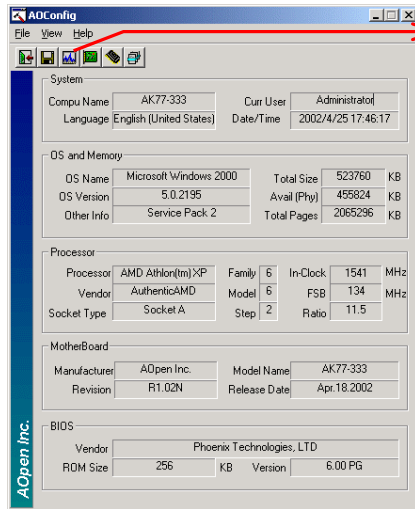 AOConfig
File View Help
System
Compu Name AK77-333 Curr User Administrator
Language English (United States) Date/Time 2002/4/25 17:46:17
OS and Memory
OS Name Microsoft Windows 2000 Total Size 523760 KB
OS Version 5.0.2195 Avail (Phy) 455824 KB
Other Info Service Pack 2 Total Pages 2065296 KB
Processor
Processor AMD Athlon(tm) XP Family 6 In-Clock 1541 MHz
Vendor AuthenticAMD Model 6 FSB 134 MHz
Socket Type Socket A Step 2 Ratio 11.5
MotherBoard
Manufacturer AOpen Inc. Model Name AK77-333
Revision R1.02N Release Date Apr.18.2002
BIOS
Vendor Phoenix Technologies, LTD
ROM Size 256 KB Version 6.00 PG
AOpen Inc.